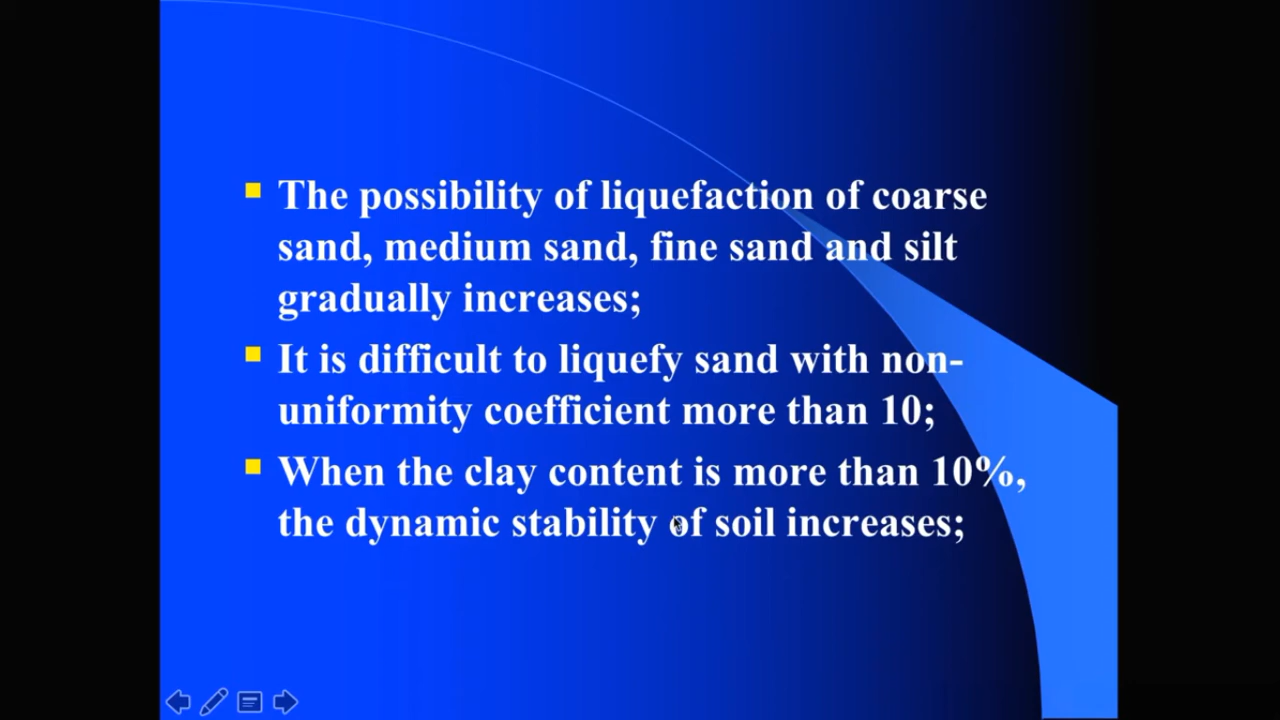 The possibility of liquefaction of coarse
sand, medium sand, fine sand and silt
gradually increases;
It is difficult to liquefy sand with non-
uniformity coefficient more than 10;
When the clay content is more than 10%,
the dynamic stability of soil increases;